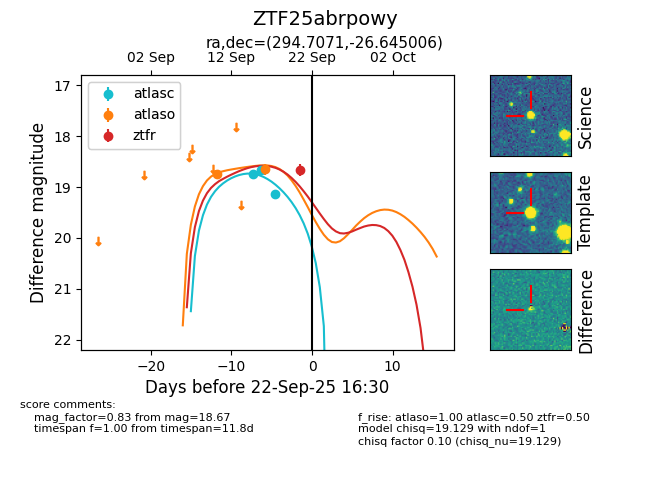 ZTF25abrpowy
ra,dec=(294.7071,-26.645006)
02 Sep 12 Sep 22 Sep 02 Oct
17
18
19
20
21
22
Difference magnitude
atlasc
atlaso
ztfr
−20 −10 0 10
Days before 22-Sep-25 16:30
Science
Template
Difference
score comments:
mag_factor=0.83 from mag=18.67
timespan f=1.00 from timespan=11.8d
f_rise: atlaso=1.00 atlasc=0.50 ztfr=0.50
model chisq=19.129 with ndof=1
chisq factor 0.10 (chisq_nu=19.129)